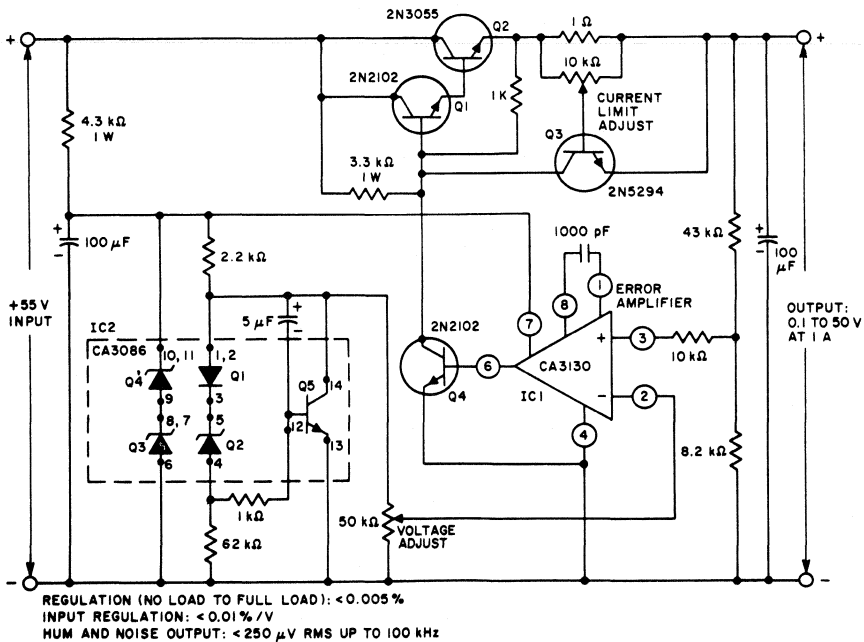 2N3055
Q2
1 Ω
+
+
2N2102
10 kΩ
Q1
1 K
CURRENT
LIMIT
ADJUST
4.3 kΩ
1 W
Q3
3.3 kΩ
1 W
2N5294
1000 pF
43 kΩ
+
100 μF
-
2.2 kΩ
+
100
μF
-
+55 V
INPUT
5 μF
+
-
8
1
ERROR
AMPLIFIER
OUTPUT:
0.1 TO 50 V
AT 1 A
IC2
CA3086
2N2102
7
10, 11
1, 2
+
3
Q4
Q1
Q5
14
6
CA3130
10 kΩ
9
3
Q4
IC1
-
2
8, 7
5
12
13
4
Q3
Q2
6
4
8.2 kΩ
1 kΩ
50 kΩ
VOLTAGE
ADJUST
62 kΩ
-
-
REGULATION (NO LOAD TO FULL LOAD): <0.005 %
INPUT REGULATION: <0.01 %/V
HUM AND NOISE OUTPUT: <250 μV RMS UP TO 100 kHz